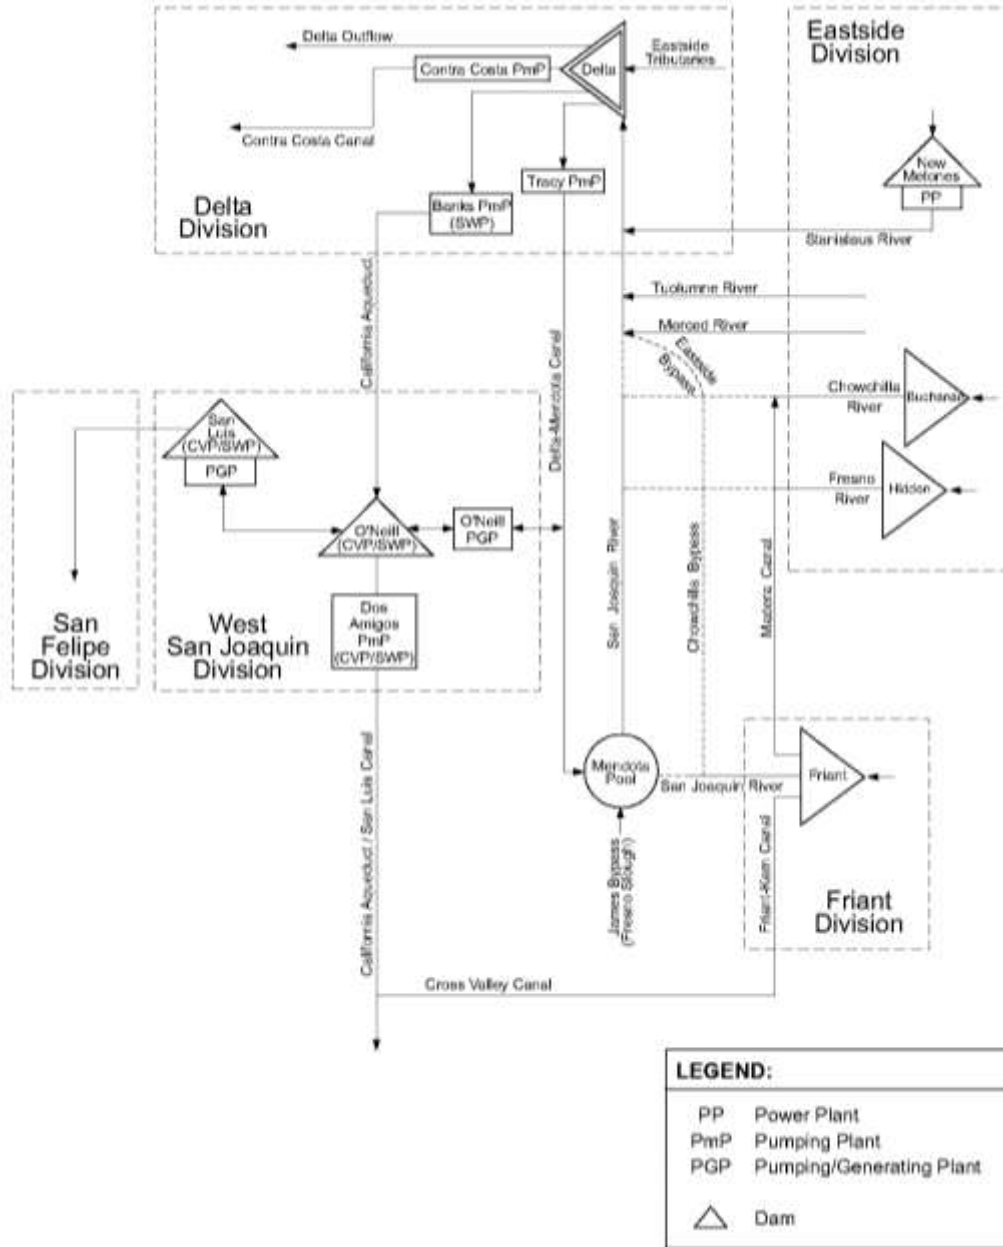 Eastside
Division
Delta Outflow
Contra Costa PmP
Delta
Eastside
Tributaries
Contra Costa Canal
Tracy PmP
Banks PmP
(SWP)
Delta
Division
New
Melones
PP
Stanislaus River
Tuolumne River
Merced River
Eastside
Bypass
California Aqueduct
Delta-Mendota Canal
San Joaquin River
Chowchilla Bypass
Madera Canal
Chowchilla
River
Buchanan
Fresno
River
Hidden
San
Luis
(CVP/SWP)
PGP
O'Neill
(CVP/SWP)
O'Neill
PGP
Dos
Amigos
PmP
(CVP/SWP)
San
Felipe
Division
West
San Joaquin
Division
Mendota
Pool
San Joaquin River
Friant
Friant-Kern Canal
James Bypass
(Fresno Slough)
Friant
Division
California Aqueduct / San Luis Canal
Cross Valley Canal
LEGEND:
PP Power Plant
PmP Pumping Plant
PGP Pumping/Generating Plant
Dam